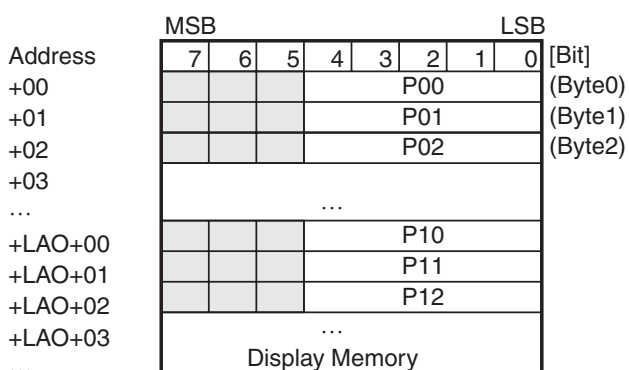 MSB LSB
Address 7 6 5 4 3 2 1 0 [Bit]
+00 P00 (Byte0)
+01 P01 (Byte1)
+02 P02 (Byte2)
+03
… …
+LAO+00 P10
+LAO+01 P11
+LAO+02 P12
+LAO+03 …
… Display Memory